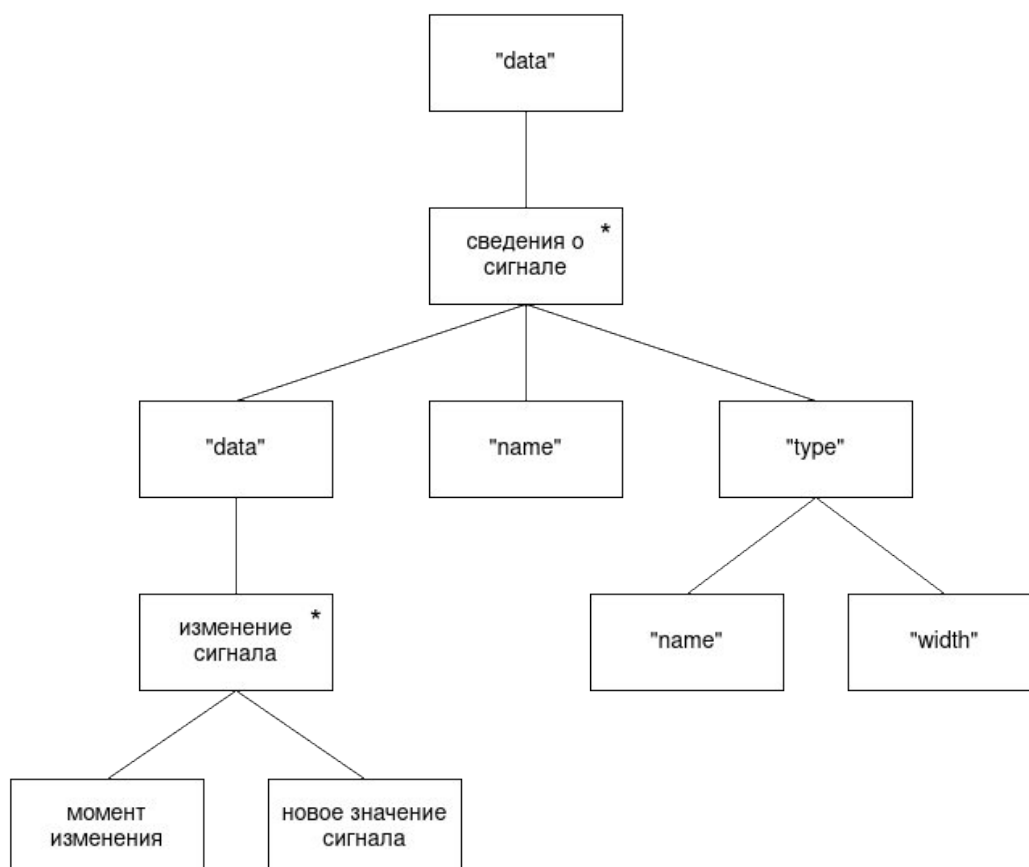 "data"
сведения о *
сигнале
"data"
"name"
"type"
изменение *
сигнала
"name"
"width"
момент
изменения
новое значение
сигнала